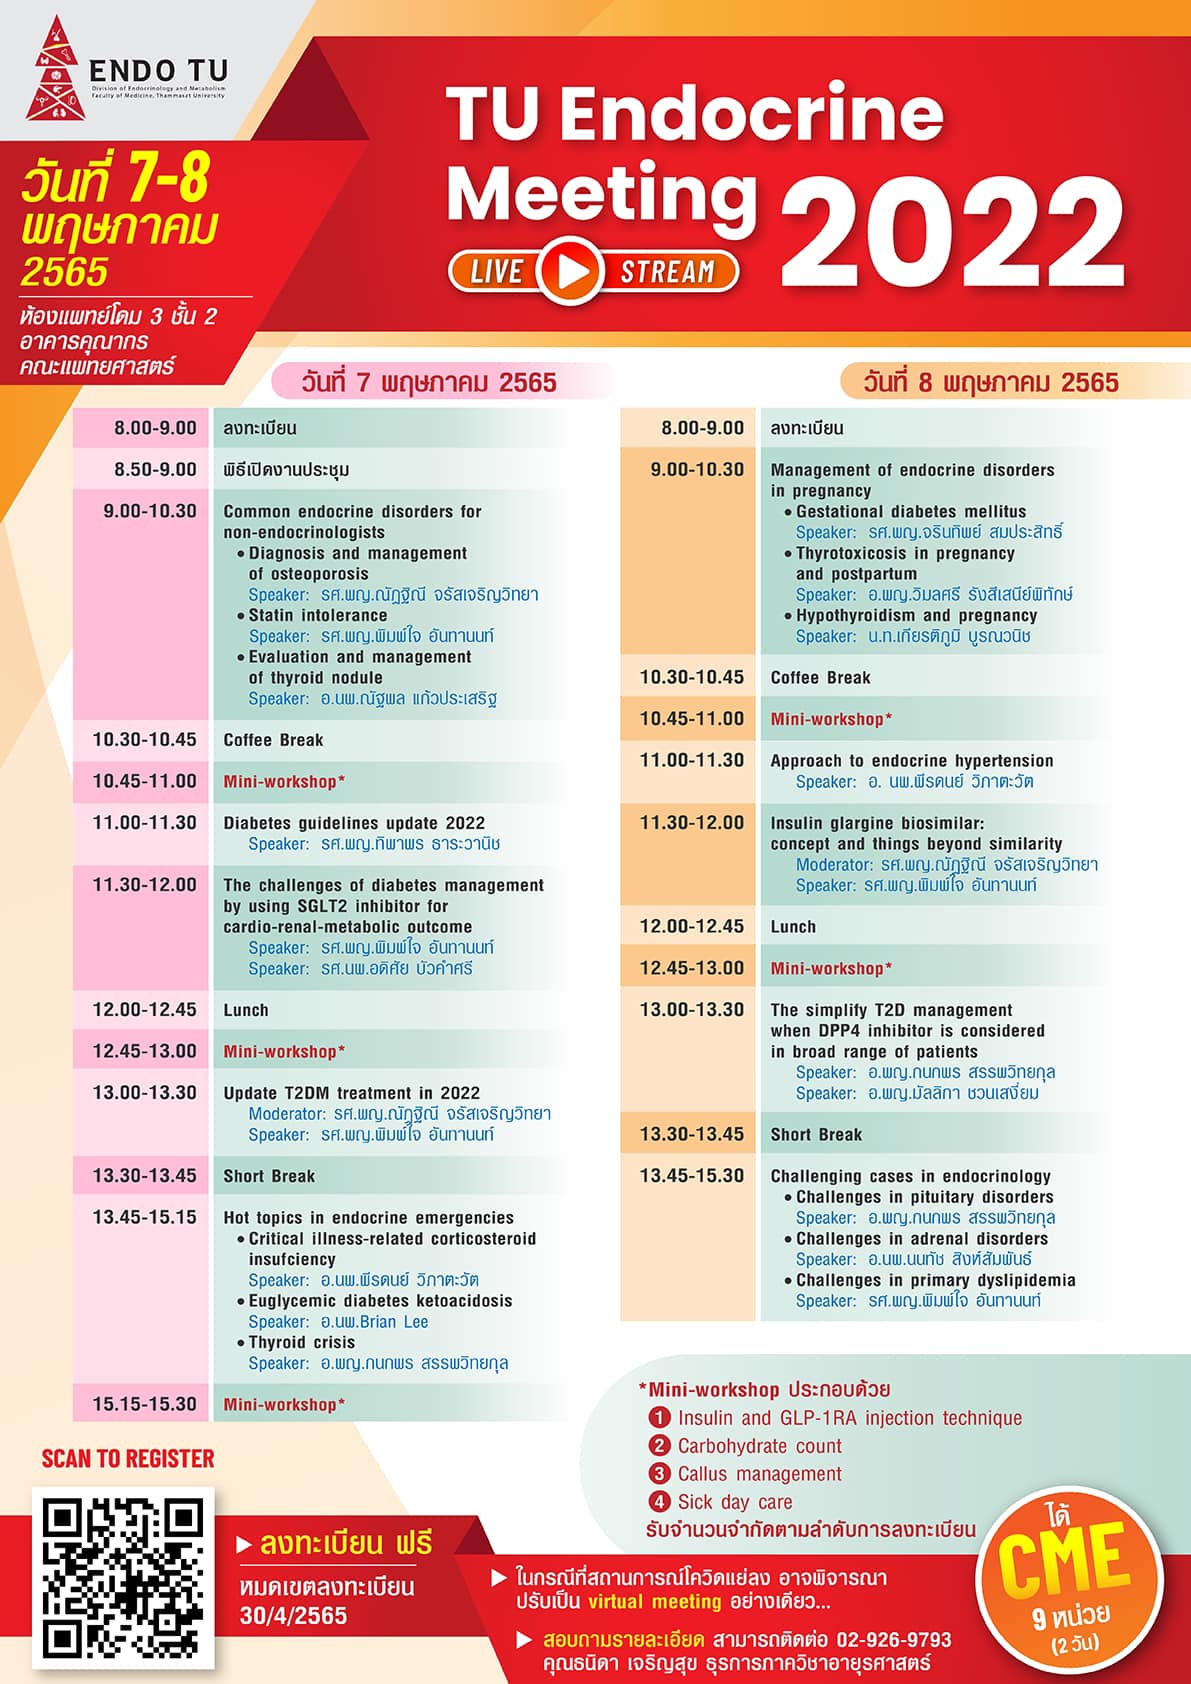 ENDO TU
Division of Endocrinology and Metabolism
Faculty of Medicine, Thammasat University
วันที่ 7-8
พฤษภาคม
2565
ห้องแพทย์โดม 3 ชั้น 2
อาคารคุณากร
คณะแพทยศาสตร์
TU Endocrine
Meeting 2022
LIVE STREAM
วันที่ 7 พฤษภาคม 2565
8.00-9.00 ลงทะเบียน
8.50-9.00 พิธีเปิดงานประชุม
9.00-10.30 Common endocrine disorders for
non-endocrinologists
• Diagnosis and management
of osteoporosis
Speaker: รศ.พญ.ณัฏฐิณี จรัสเจริญวิทยา
• Statin intolerance
Speaker: รศ.พญ.พิมพ์ใจ อันทานนท์
• Evaluation and management
of thyroid nodule
Speaker: อ.นพ.ณัฐพล แก้วประเสริฐ
10.30-10.45 Coffee Break
10.45-11.00 Mini-workshop*
11.00-11.30 Diabetes guidelines update 2022
Speaker: รศ.พญ.ทิพาพร ธาระวานิช
11.30-12.00 The challenges of diabetes management
by using SGLT2 inhibitor for
cardio-renal-metabolic outcome
Speaker: รศ.พญ.พิมพ์ใจ อันทานนท์
Speaker: รศ.นพ.อดิศัย บัวคำศรี
12.00-12.45 Lunch
12.45-13.00 Mini-workshop*
13.00-13.30 Update T2DM treatment in 2022
Moderator: รศ.พญ.ณัฏฐิณี จรัสเจริญวิทยา
Speaker: รศ.พญ.พิมพ์ใจ อันทานนท์
13.30-13.45 Short Break
13.45-15.15 Hot topics in endocrine emergencies
• Critical illness-related corticosteroid
insufciency
Speaker: อ.นพ.พีรดนย์ วิภาตะวัต
• Euglycemic diabetes ketoacidosis
Speaker: อ.นพ.Brian Lee
• Thyroid crisis
Speaker: อ.พญ.กนกพร สรรพวิทยกุล
15.15-15.30 Mini-workshop*
วันที่ 8 พฤษภาคม 2565
8.00-9.00 ลงทะเบียน
9.00-10.30 Management of endocrine disorders
in pregnancy
• Gestational diabetes mellitus
Speaker: รศ.พญ.จรินทิพย์ สมประสิทธิ์
• Thyrotoxicosis in pregnancy
and postpartum
Speaker: อ.พญ.วิมลศรี รังสีเสนีย์พิทักษ์
• Hypothyroidism and pregnancy
Speaker: น.ท.เกียรติภูมิ บูรณวนิช
10.30-10.45 Coffee Break
10.45-11.00 Mini-workshop*
11.00-11.30 Approach to endocrine hypertension
Speaker: อ. นพ.พีรดนย์ วิภาตะวัต
11.30-12.00 Insulin glargine biosimilar:
concept and things beyond similarity
Moderator: รศ.พญ.ณัฏฐิณี จรัสเจริญวิทยา
Speaker: รศ.พญ.พิมพ์ใจ อันทานนท์
12.00-12.45 Lunch
12.45-13.00 Mini-workshop*
13.00-13.30 The simplify T2D management
when DPP4 inhibitor is considered
in broad range of patients
Speaker: อ.พญ.กนกพร สรรพวิทยกุล
Speaker: อ.พญ.มัลลิกา ชวนเสงี่ยม
13.30-13.45 Short Break
13.45-15.30 Challenging cases in endocrinology
• Challenges in pituitary disorders
Speaker: อ.พญ.กนกพร สรรพวิทยกุล
• Challenges in adrenal disorders
Speaker: อ.นพ.นนทัช สิงห์สัมพันธ์
• Challenges in primary dyslipidemia
Speaker: รศ.พญ.พิมพ์ใจ อันทานนท์
*Mini-workshop ประกอบด้วย
1 Insulin and GLP-1RA injection technique
2 Carbohydrate count
3 Callus management
4 Sick day care
รับจำนวนจำกัดตามลำดับการลงทะเบียน
SCAN TO REGISTER
ลงทะเบียน ฟรี
หมดเขตลงทะเบียน
30/4/2565
ในกรณีที่สถานการณ์โควิดแย่ลง อาจพิจารณา
ปรับเป็น virtual meeting อย่างเดียว...
สอบถามรายละเอียด สามารถติดต่อ 02-926-9793
คุณธนิดา เจริญสุข ธุรการภาควิชาอายุรศาสตร์
ได้
CME
9 หน่วย
(2 วัน)